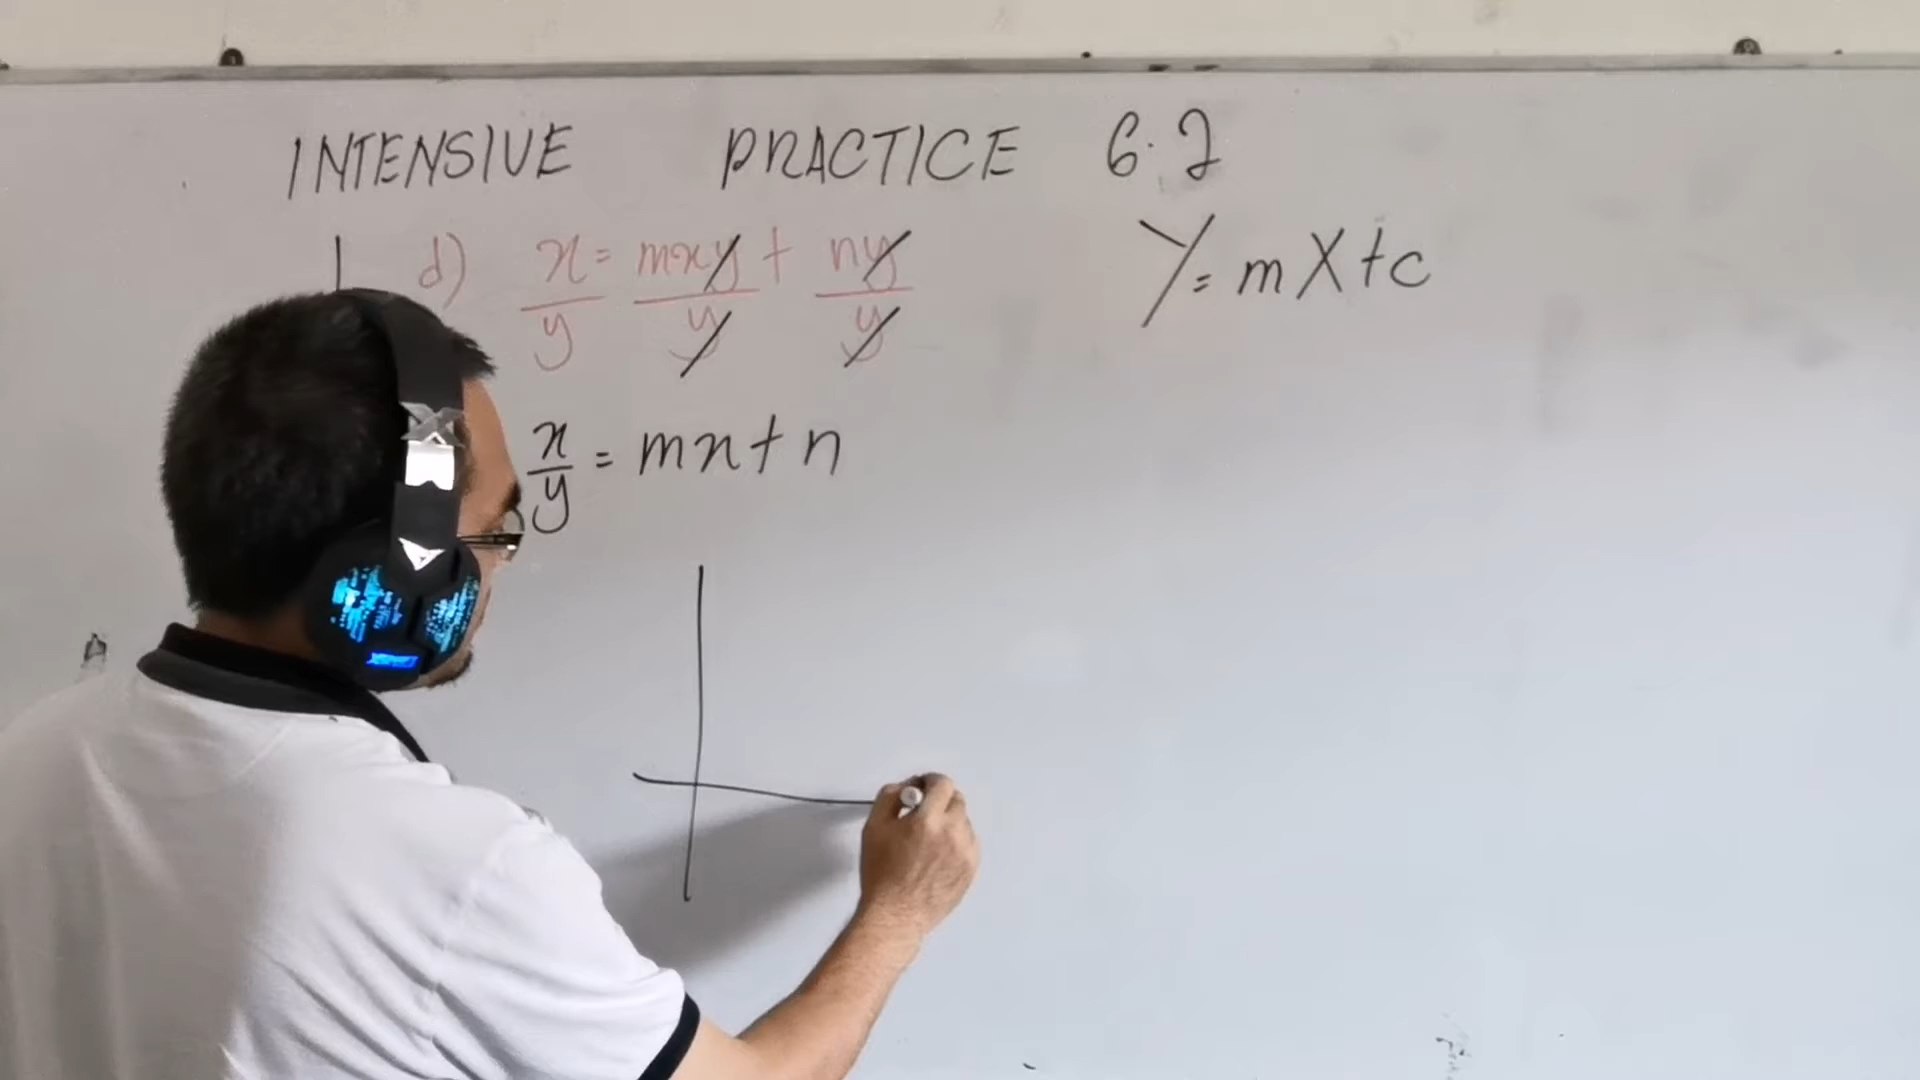 INTENSIVE PRACTICE 6.2
1 d) x/y = mxy/y + ny/y
Y = mX + c
x/y = mx + n